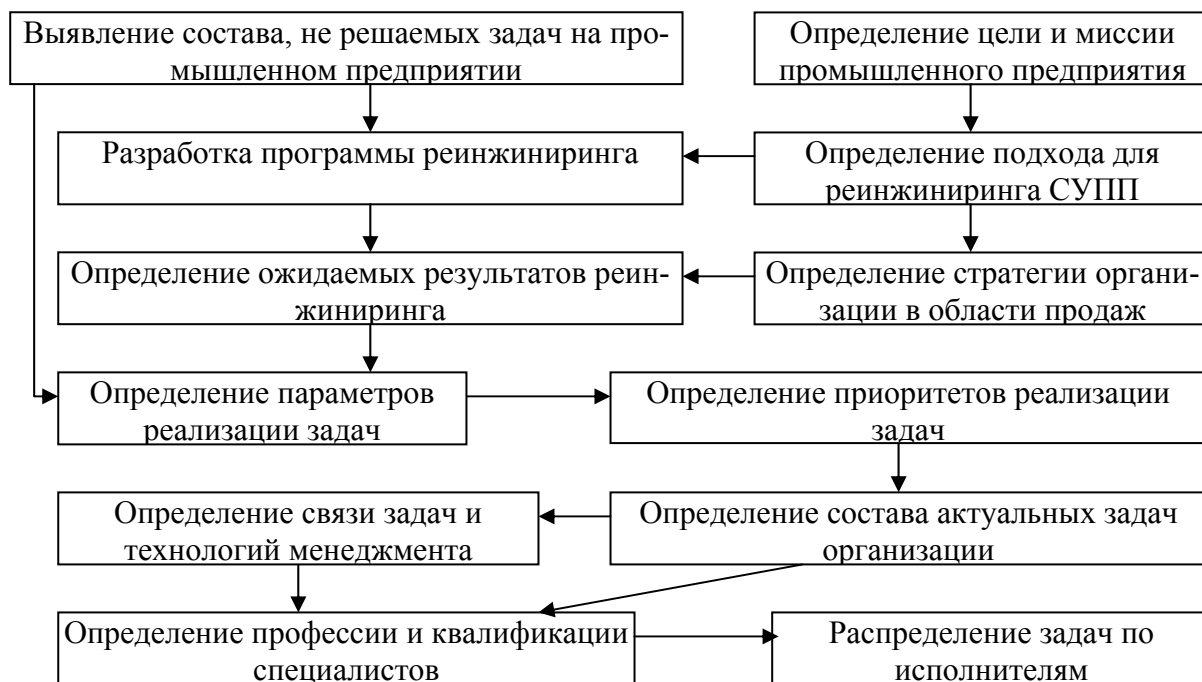 Выявление состава, не решаемых задач на про-
мышленном предприятии
Определение цели и миссии
промышленного предприятия
Разработка программы реинжиниринга
Определение подхода для
реинжиниринга СУПП
Определение ожидаемых результатов реин-
жиниринга
Определение стратегии органи-
зации в области продаж
Определение параметров
реализации задач
Определение приоритетов реализации
задач
Определение связи задач и
технологий менеджмента
Определение состава актуальных задач
организации
Определение профессии и квалификации
специалистов
Распределение задач по
исполнителям